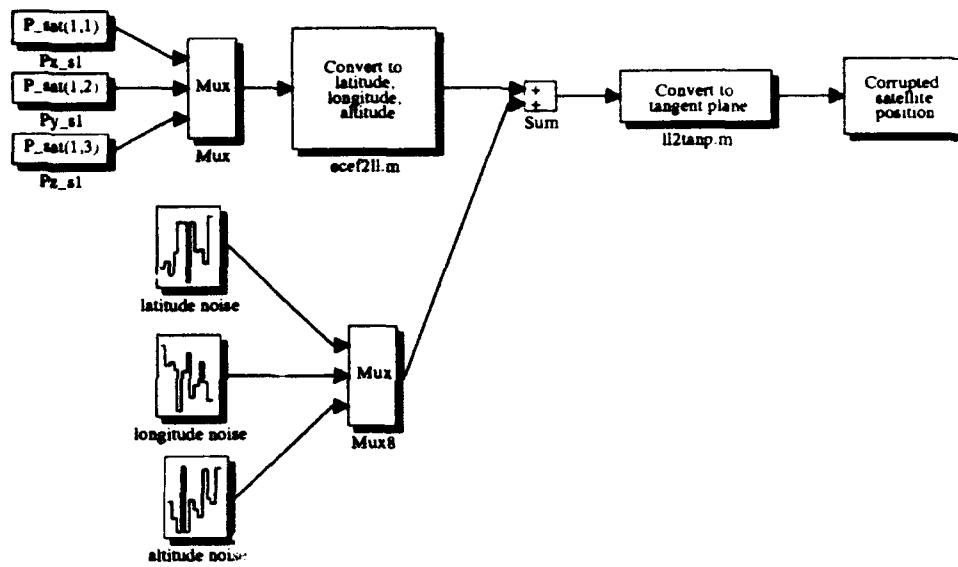 P_sat(1,1)
Pz_s1
P_sat(1,2)
Py_s1
P_sat(1,3)
Pz_s1
Mux
Mux
Convert to
latitude,
longitude,
altitude
ecef2ll.m
+
+
Sum
Convert to
tangent plane
ll2tanp.m
Corrupted
satellite
position
latitude noise
longitude noise
altitude noise
Mux
Mux8